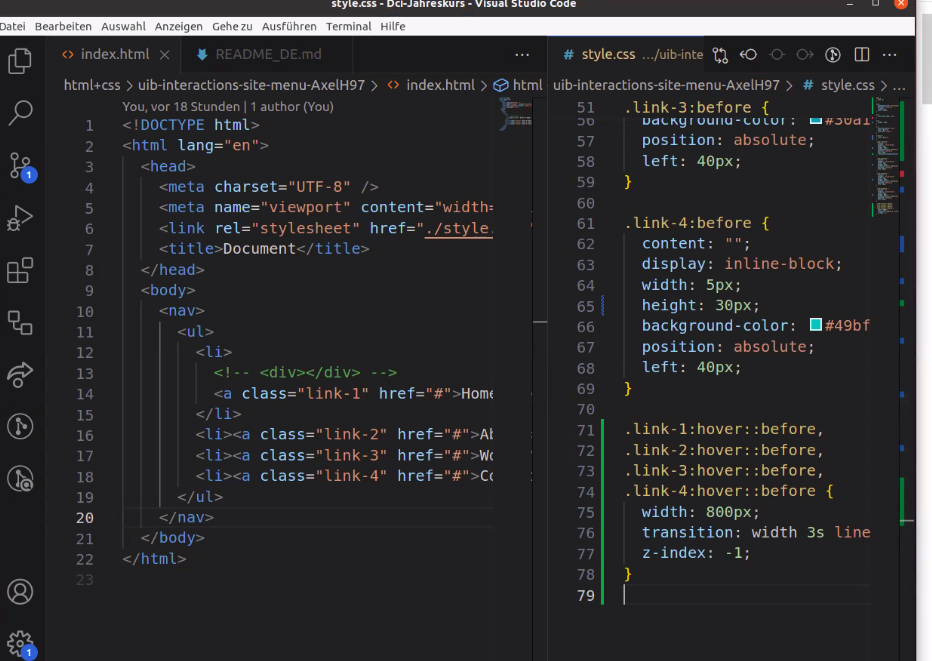 style.css - Dci-Jahreskurs - Visual Studio Code
Datei Bearbeiten Auswahl Anzeigen Gehe zu Ausführen Terminal Hilfe
index.html
README_DE.md
html+css > uib-interactions-site-menu-AxelH97 > index.html > html
You, vor 18 Stunden | 1 author (You)
1 <!DOCTYPE html>
2 <html lang="en">
3 <head>
4 <meta charset="UTF-8" />
5 <meta name="viewport" content="width=
6 <link rel="stylesheet" href="./style.
7 <title>Document</title>
8 </head>
9 <body>
10 <nav>
11 <ul>
12 <li>
13 <!-- <div></div> -->
14 <a class="link-1" href="#">Home
15 </li>
16 <li><a class="link-2" href="#">Ab
17 <li><a class="link-3" href="#">Wo
18 <li><a class="link-4" href="#">Co
19 </ul>
20 </nav>
21 </body>
22 </html>
23
1
1
# style.css .../uib-inte
uib-interactions-site-menu-AxelH97 > # style.css > ...
51 .link-3:before {
56 background-color: #30a1
57 position: absolute;
58 left: 40px;
59 }
60
61 .link-4:before {
62 content: "";
63 display: inline-block;
64 width: 5px;
65 height: 30px;
66 background-color: #49bf
67 position: absolute;
68 left: 40px;
69 }
70
71 .link-1:hover::before,
72 .link-2:hover::before,
73 .link-3:hover::before,
74 .link-4:hover::before {
75 width: 800px;
76 transition: width 3s line
77 z-index: -1;
78 }
79